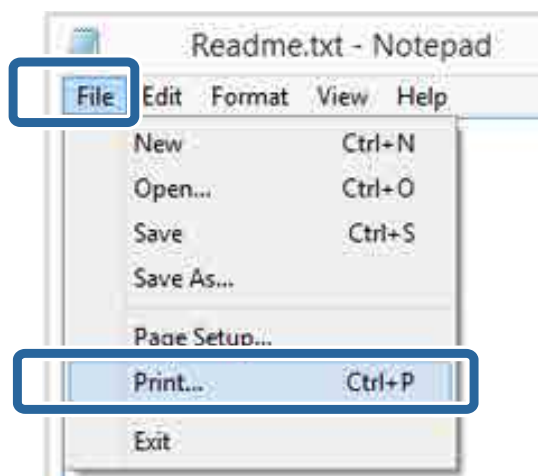 Readme.txt - Notepad
File Edit Format View Help
New Ctrl+N
Open... Ctrl+O
Save Ctrl+S
Save As...
Page Setup...
Print... Ctrl+P
Exit